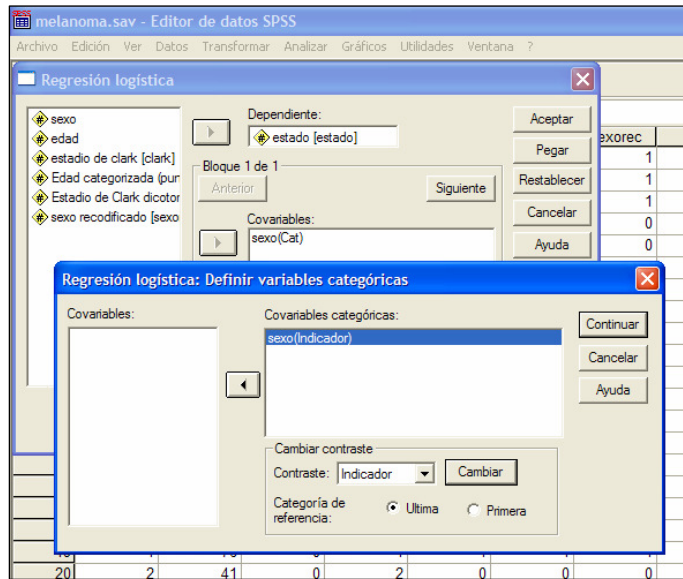 melanoma.sav - Editor de datos SPSS
Archivo Edición Ver Datos Transformar Analizar Gráficos Utilidades Ventana ?
Regresión logística
sexo
edad
estadio de clark [clark]
Edad categorizada (pun
Estadio de Clark dicotor
sexo recodificado [sexo
Dependiente:
estado [estado]
Bloque 1 de 1
Anterior
Siguiente
Covariables:
sexo(Cat)
Aceptar
Pegar
Restablecer
Cancelar
Ayuda
exorec
1
1
1
0
0
Regresión logística: Definir variables categóricas
Covariables:
Covariables categóricas:
sexo(Indicador)
Continuar
Cancelar
Ayuda
Cambiar contraste
Contraste: Indicador Cambiar
Categoría de referencia: Ultima Primera
20 2 41 0 2 0 0 0